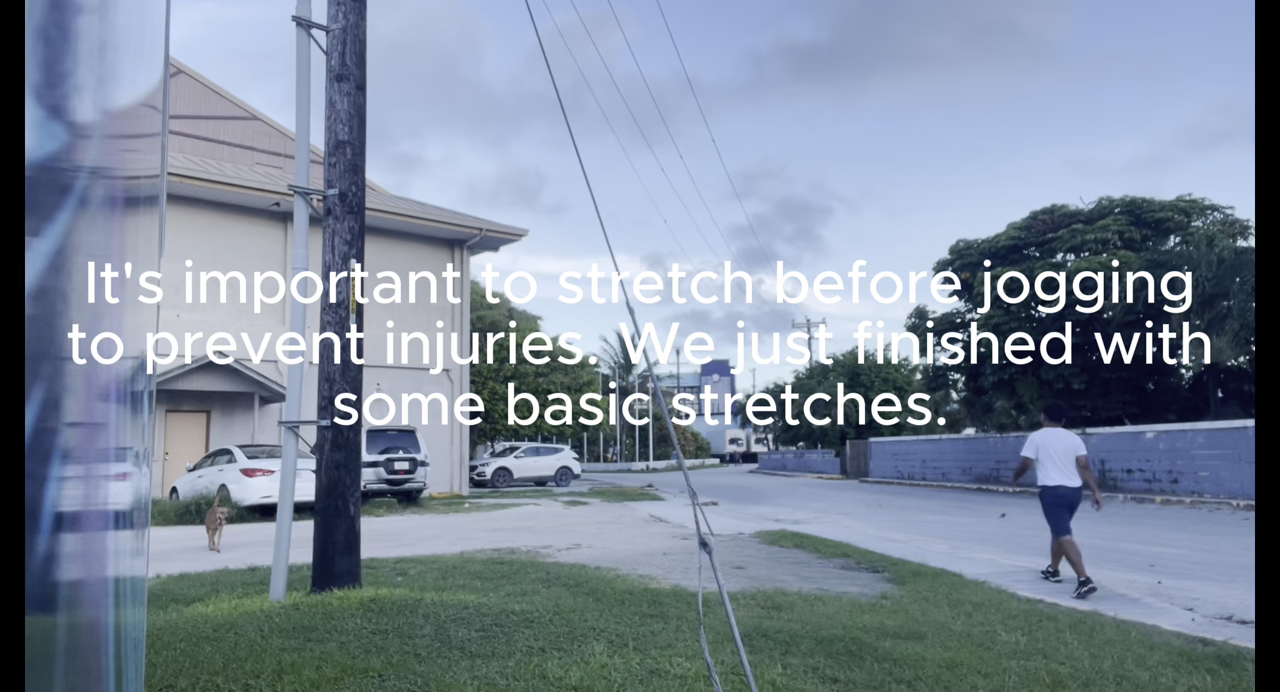 It's important to stretch before jogging
to prevent injuries. We just finished with
some basic stretches.